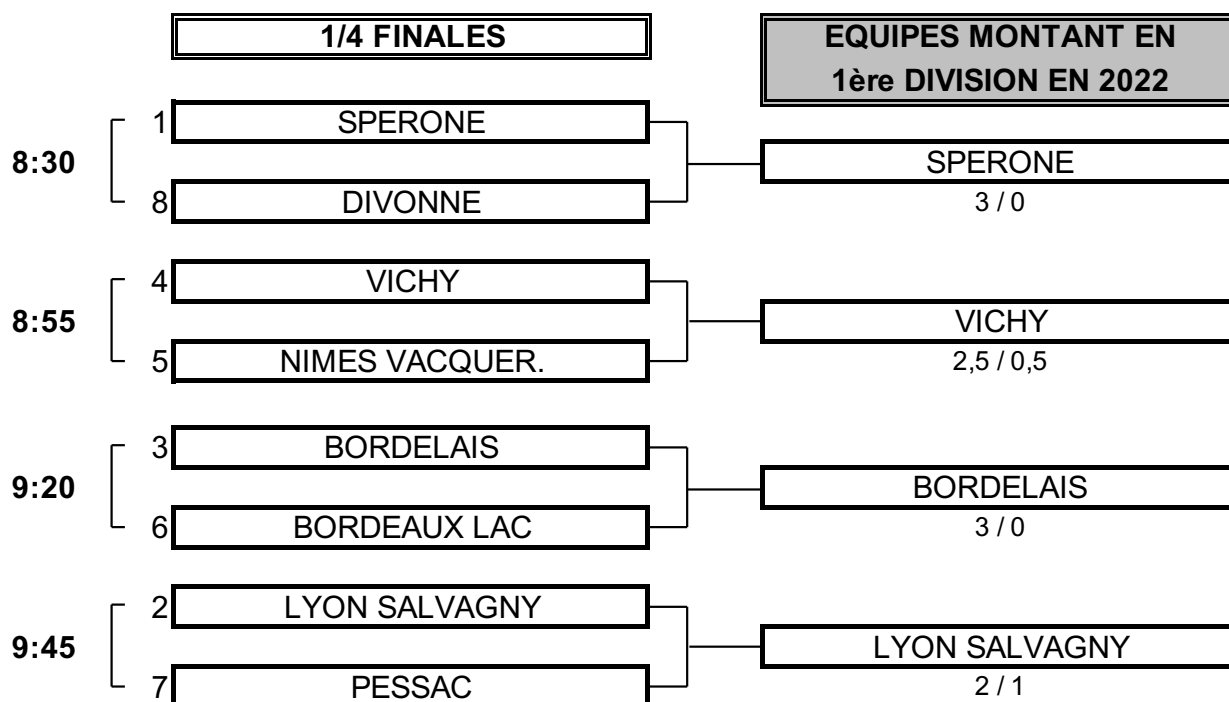 1/4 FINALES
EQUIPES MONTANT EN
1ère DIVISION EN 2022
8:30
1 SPERONE
8 DIVONNE
SPERONE
3 / 0
8:55
4 VICHY
5 NIMES VACQUER.
VICHY
2,5 / 0,5
9:20
3 BORDELAIS
6 BORDEAUX LAC
BORDELAIS
3 / 0
9:45
2 LYON SALVAGNY
7 PESSAC
LYON SALVAGNY
2 / 1